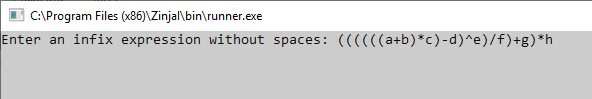 C:\Program Files (x86)\Zinjal\bin\runner.exe
Enter an infix expression without spaces: ((((((a+b)*c)-d)^e)/f)+g)*h